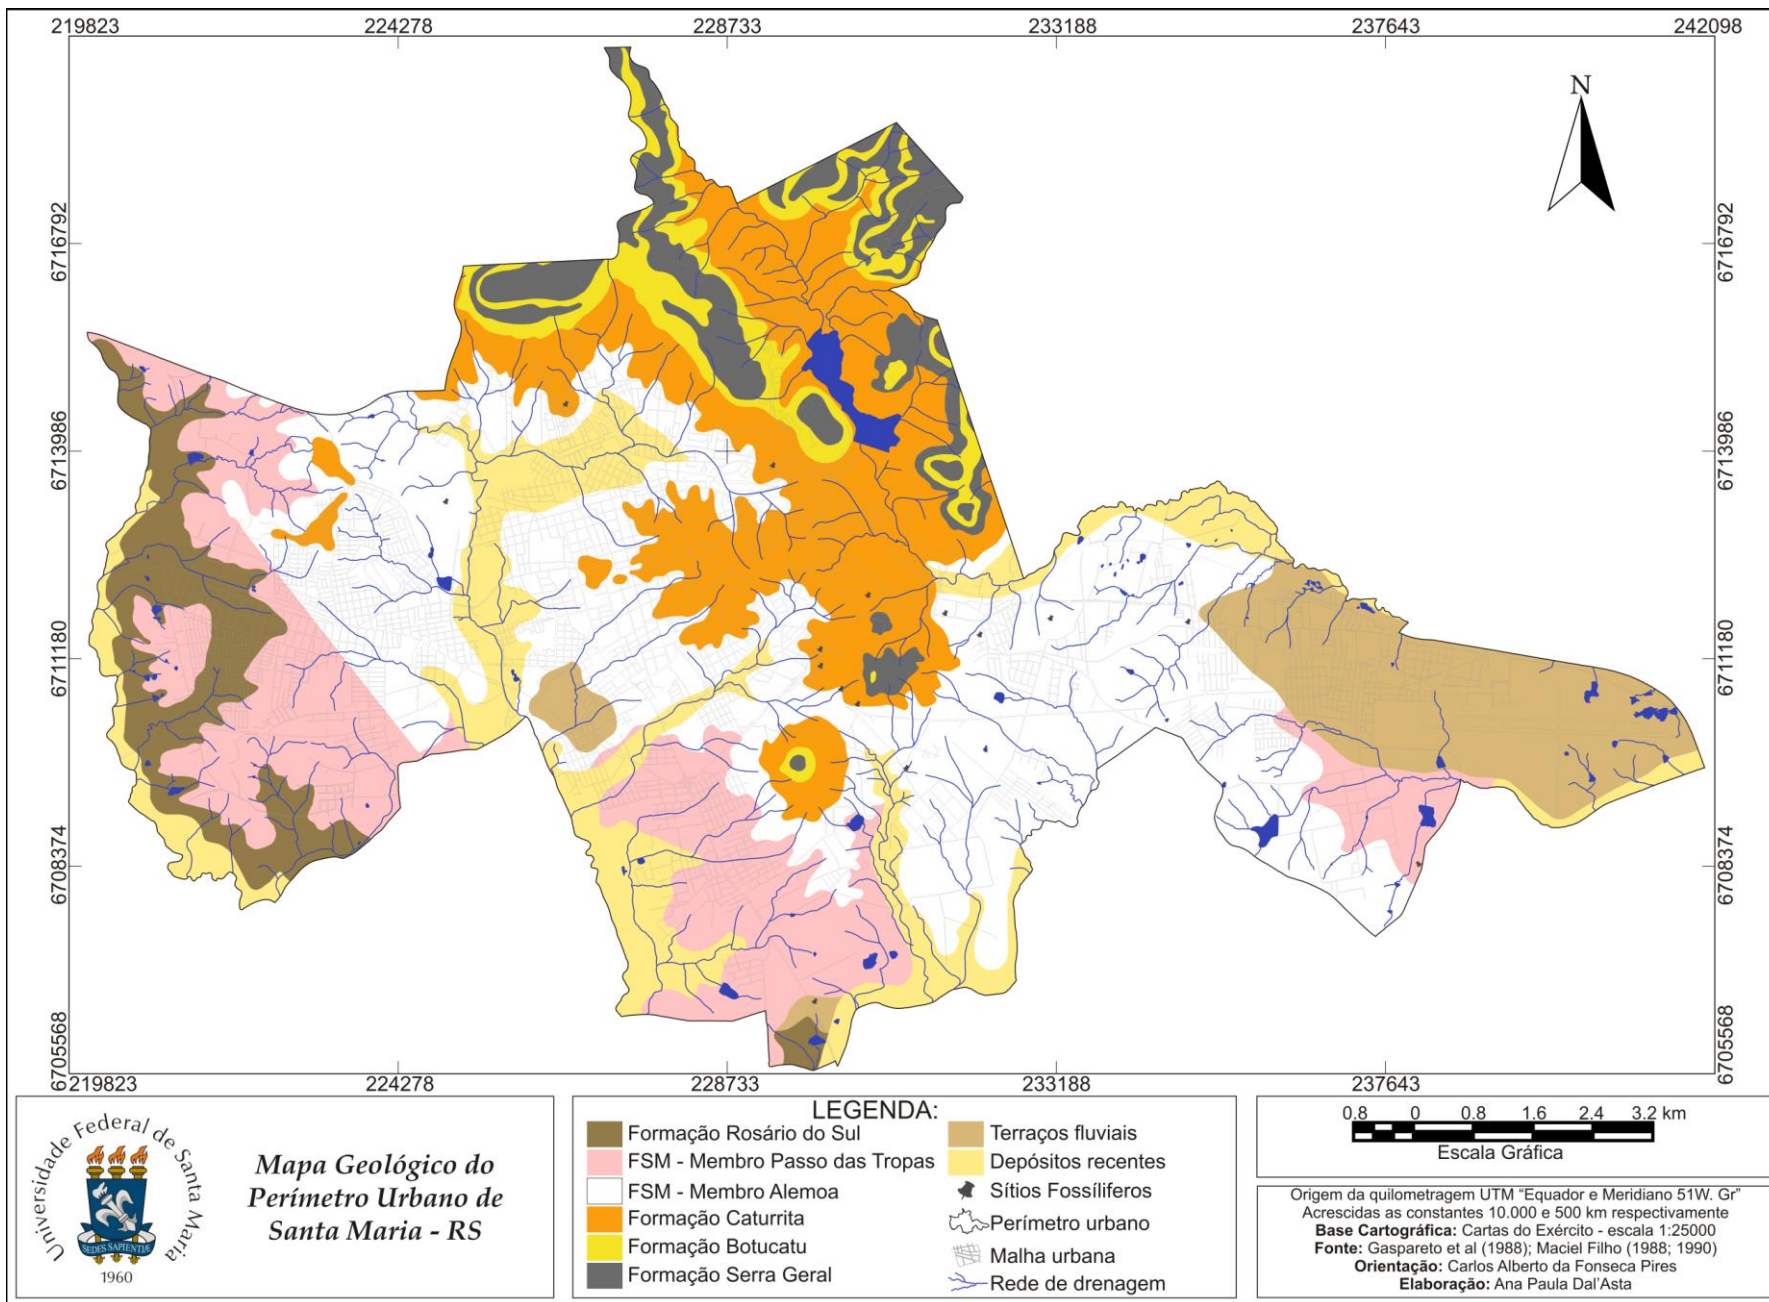 219823 224278 228733 233188 237643 242098
N
6716792 6716792
6713986 6713986
6711180 6711180
6708374 6708374
6705568 6705568
219823 224278 228733 233188 237643 242098
Universidade Federal de Santa Maria
SEDES SAPIENTIÆ
1960
Mapa Geológico do
Perímetro Urbano de
Santa Maria - RS
LEGENDA:
Formação Rosário do Sul
FSM - Membro Passo das Tropas
FSM - Membro Alemoa
Formação Caturrita
Formação Botucatu
Formação Serra Geral
Terraços fluviais
Depósitos recentes
Sítios Fossíliferos
Perímetro urbano
Malha urbana
Rede de drenagem
0.8 0 0.8 1.6 2.4 3.2 km
Escala Gráfica
Origem da quilometragem UTM “Equador e Meridiano 51W. Gr”
Acrescidas as constantes 10.000 e 500 km respectivamente
Base Cartográfica: Cartas do Exército - escala 1:25000
Fonte: Gaspareto et al (1988); Maciel Filho (1988; 1990)
Orientação: Carlos Alberto da Fonseca Pires
Elaboração: Ana Paula Dal'Asta